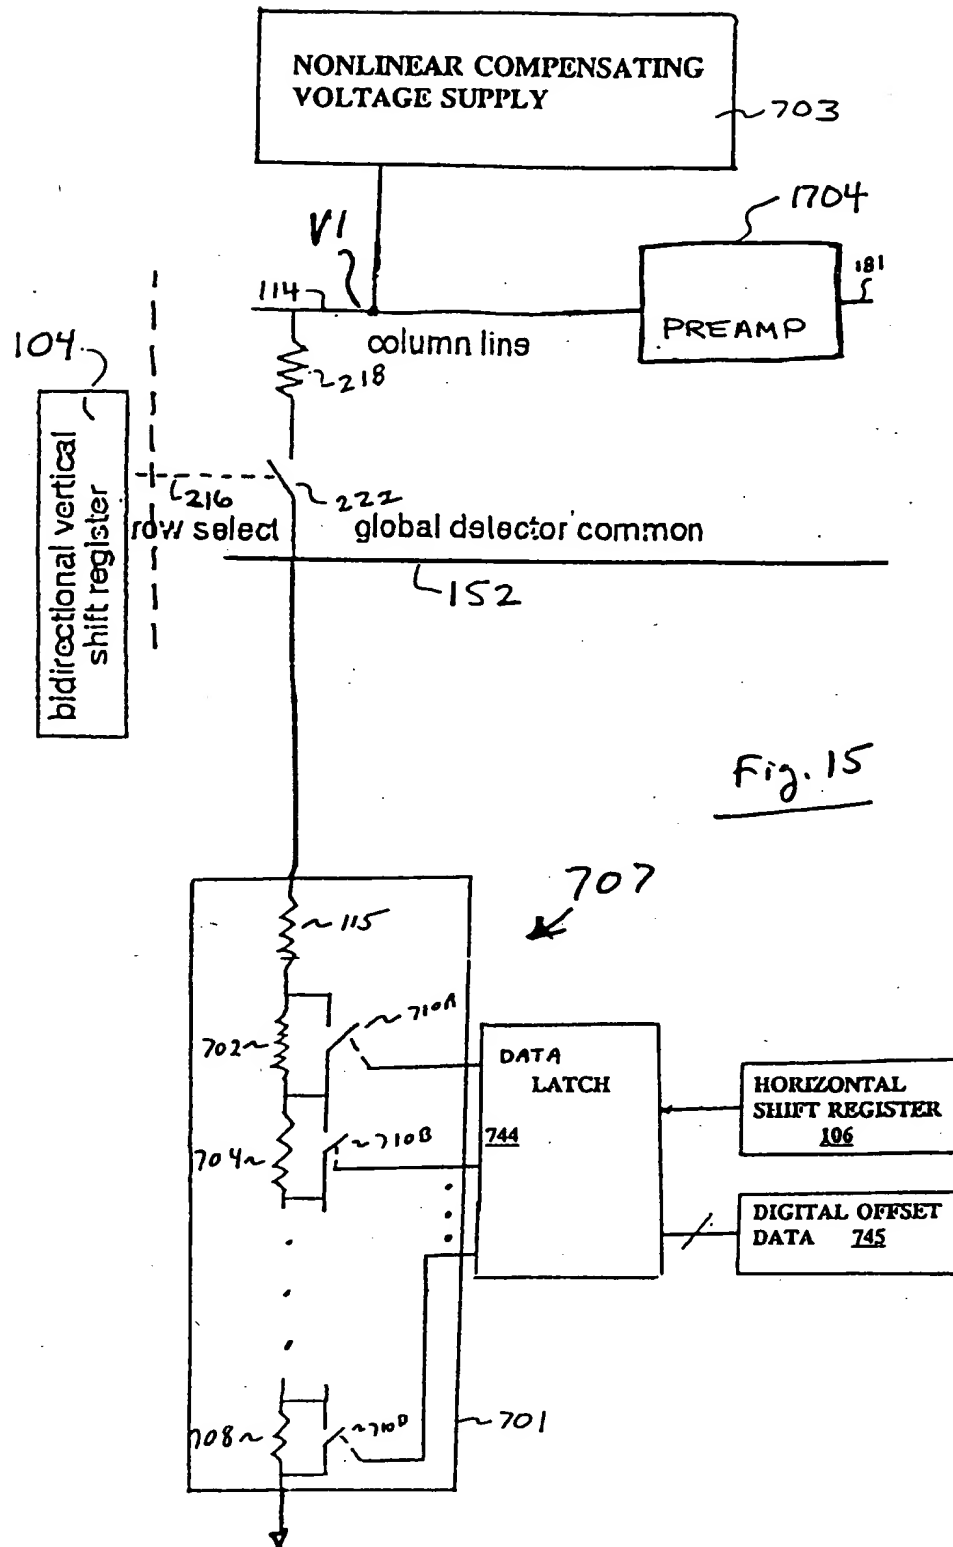 NONLINEAR COMPENSATING
VOLTAGE SUPPLY
703
1704
V1
181
114
PREAMP
column line
104
218
bidirectional vertical
shift register
216
222
row select
global detector common
152
Fig. 15
707
115
710A
702
DATA
LATCH
HORIZONTAL
SHIFT REGISTER
106
710B
744
704
DIGITAL OFFSET
DATA 745
710D
708
701